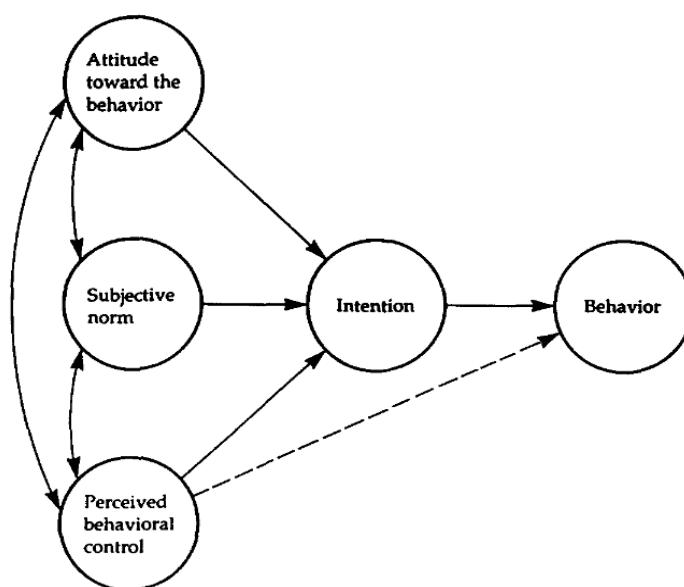 Attitude
toward the
behavior
Subjective
norm
Intention
Behavior
Perceived
behavioral
control